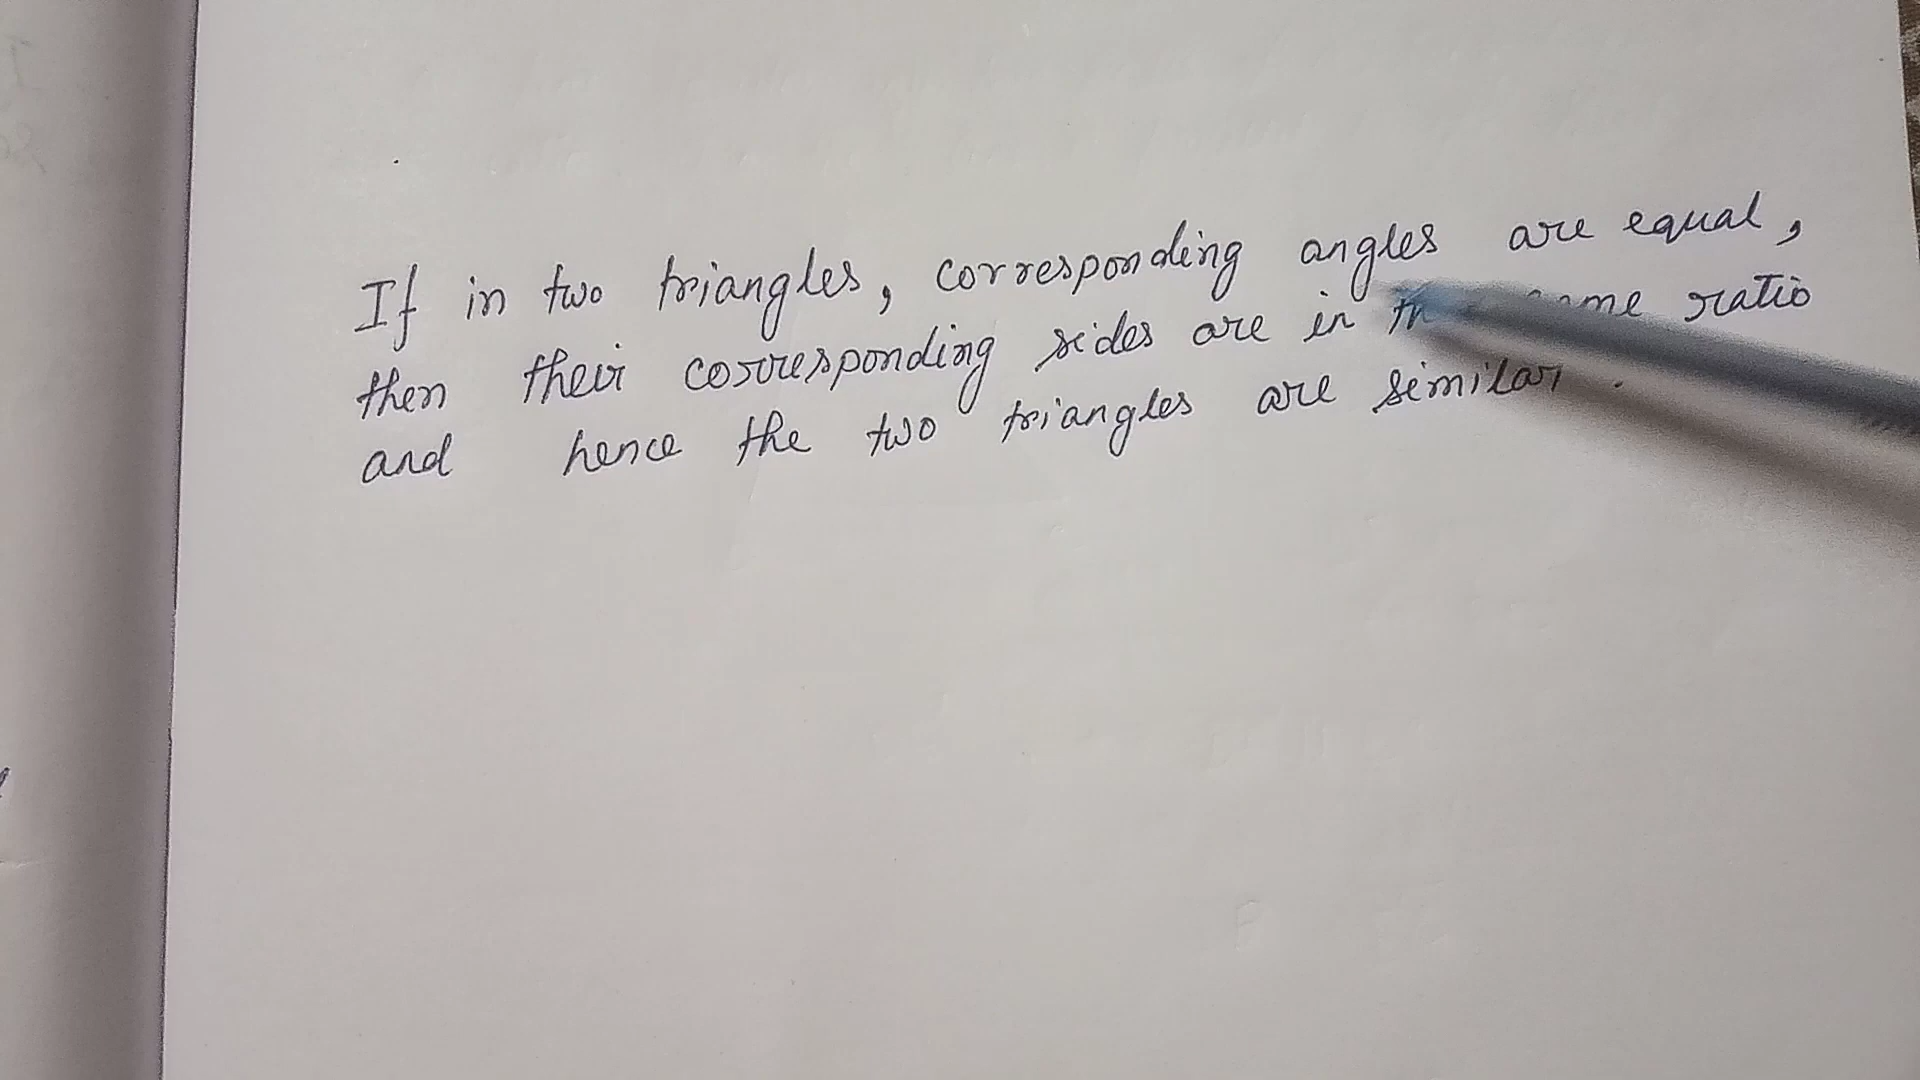 If in two triangles, corresponding angles are equal,
then their corresponding sides are in ratio
and hence the two triangles are similar.